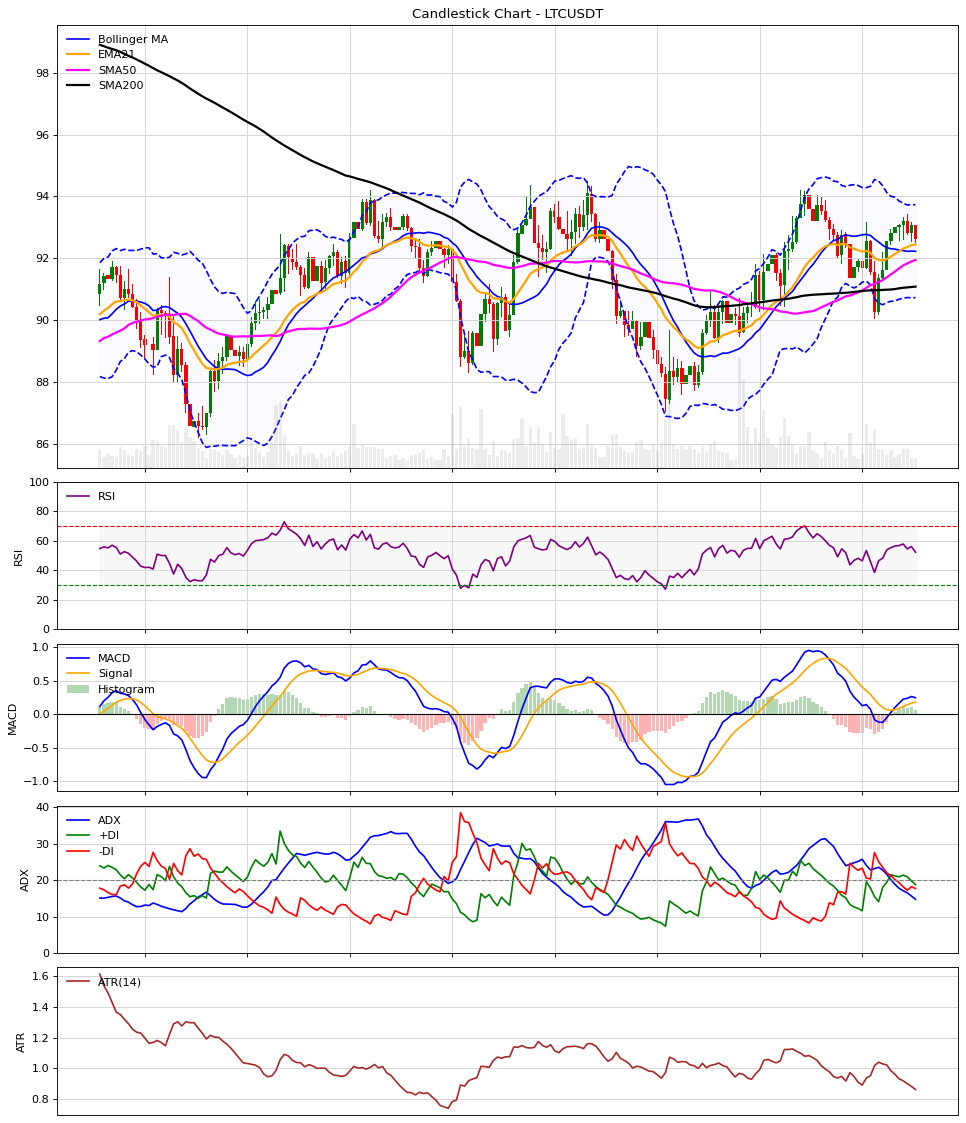 Candlestick Chart - LTCUSDT
Bollinger MA
EMA21
SMA50
SMA200
98
96
94
92
90
88
86
RSI
RSI
100
80
60
40
20
0
MACD
MACD
Signal
Histogram
1.0
0.5
0.0
−0.5
−1.0
ADX
ADX
+DI
-DI
40
30
20
10
0
ATR
ATR(14)
1.6
1.4
1.2
1.0
0.8